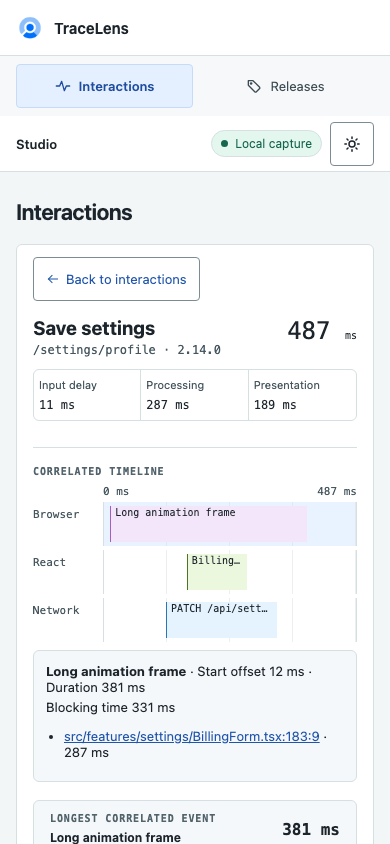 TraceLens
Interactions
Releases
Studio
Local capture
Interactions
← Back to interactions
Save settings
487 ms
/settings/profile · 2.14.0
Input delay
11 ms
Processing
287 ms
Presentation
189 ms
CORRELATED TIMELINE
0 ms
487 ms
Browser
Long animation frame
React
Billing…
Network
PATCH /api/sett…
Long animation frame · Start offset 12 ms ·
Duration 381 ms
Blocking time 331 ms
• src/features/settings/BillingForm.tsx:183:9 ·
287 ms
LONGEST CORRELATED EVENT
Long animation frame
381 ms